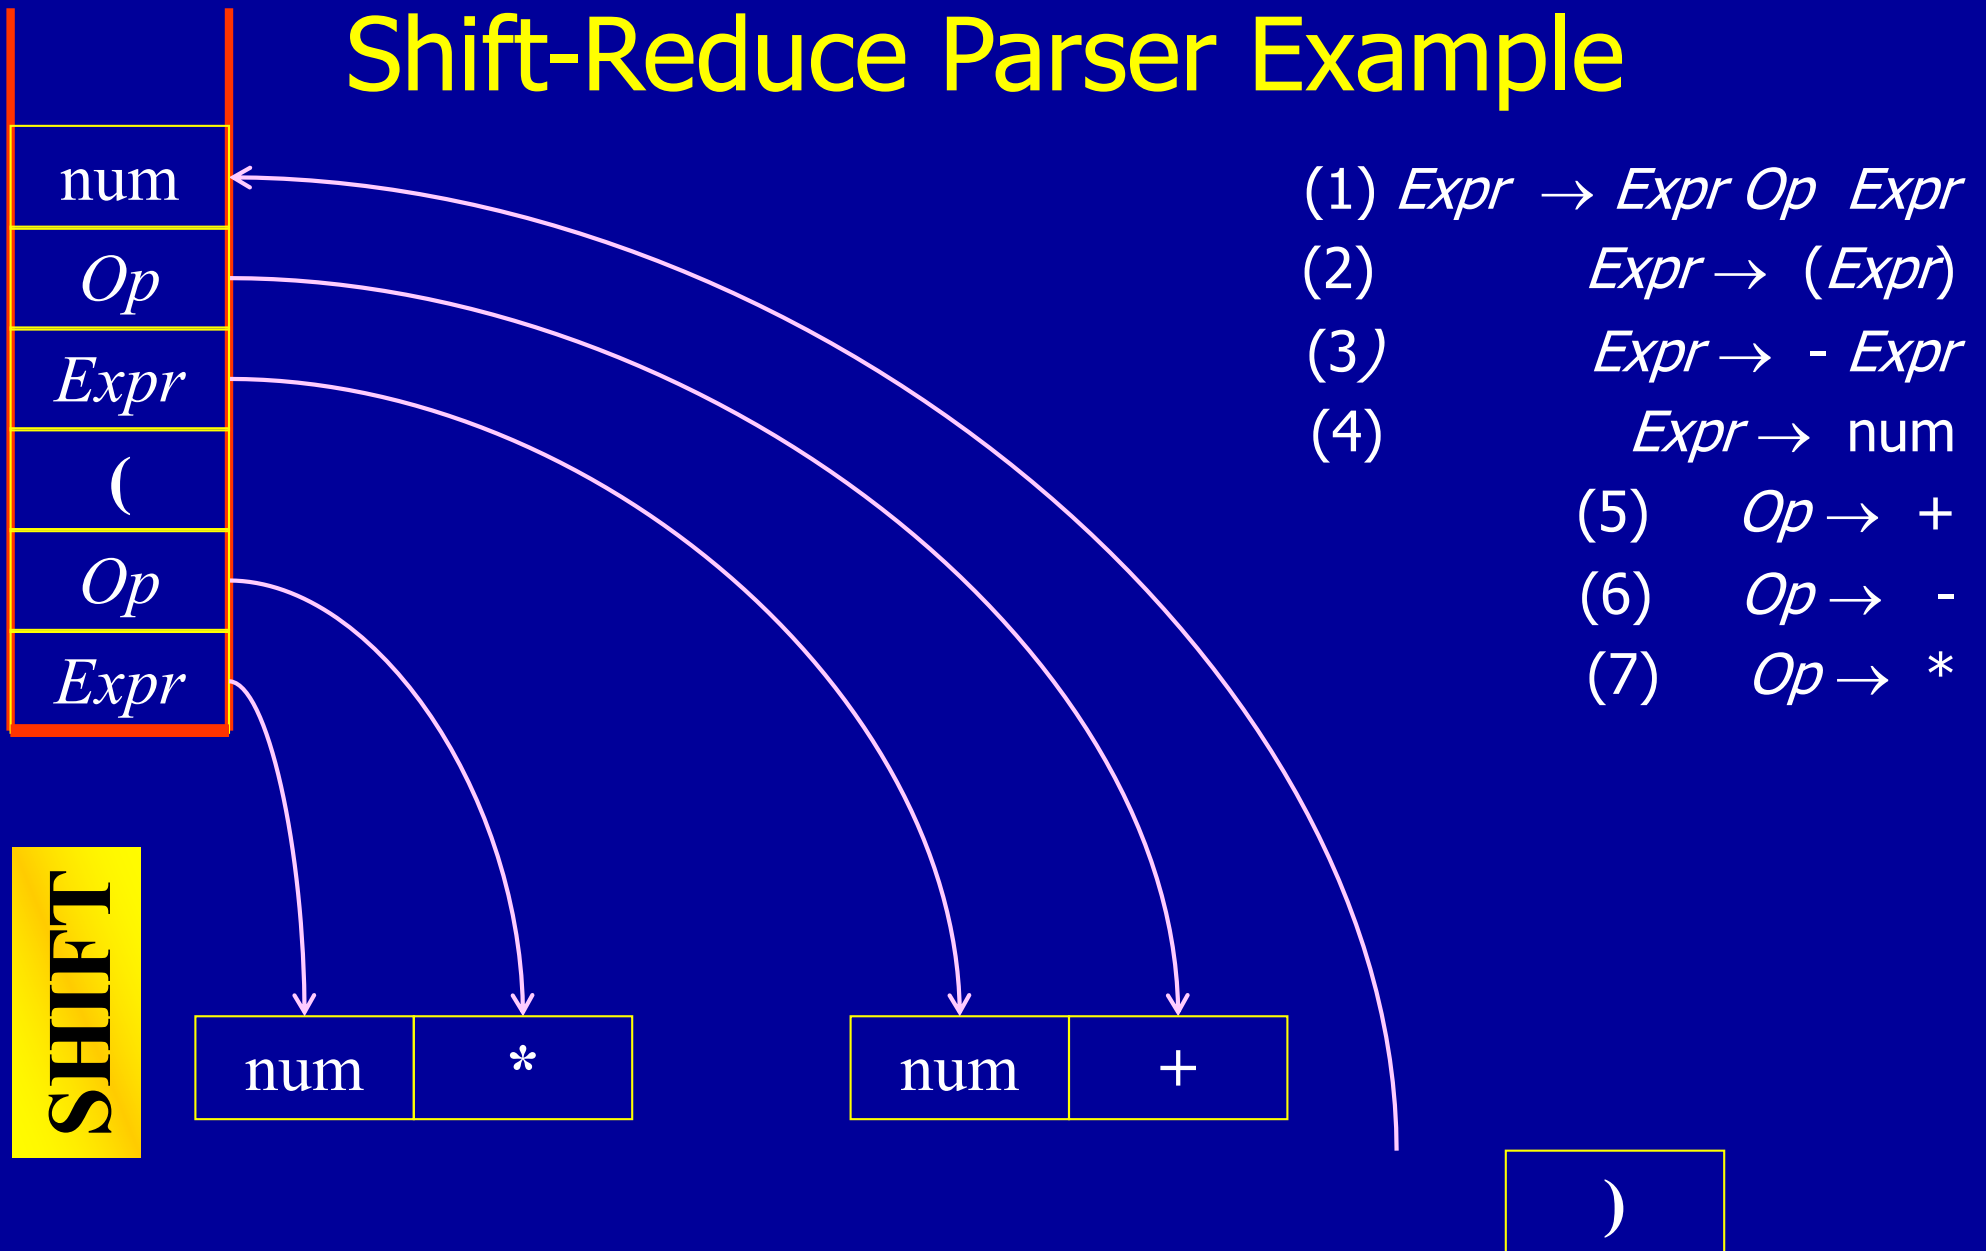 Shift-Reduce Parser Example
num
Op
Expr
(
Op
Expr
(1) Expr → Expr Op Expr
(2) Expr → (Expr)
(3) Expr → - Expr
(4) Expr → num
(5) Op → +
(6) Op → -
(7) Op → *
SHIFT
num * num +
)